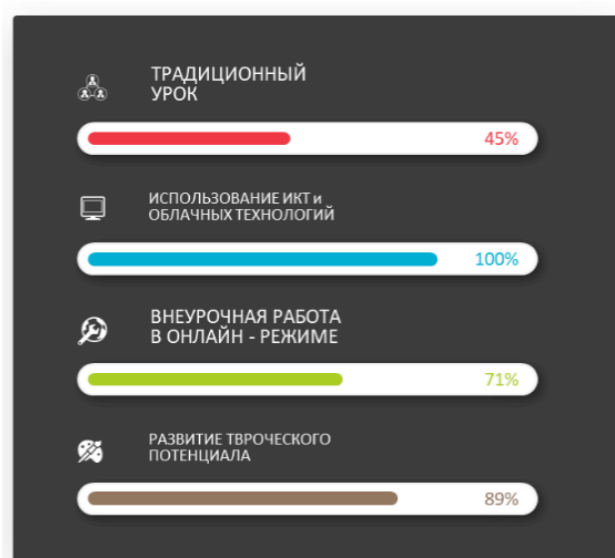 ТРАДИЦИОННЫЙ
УРОК
45%
ИСПОЛЬЗОВАНИЕ ИКТ и
ОБЛАЧНЫХ ТЕХНОЛОГИЙ
100%
ВНЕУРОЧНАЯ РАБОТА
В ОНЛАЙН - РЕЖИМЕ
71%
РАЗВИТИЕ ТВРОЧЕСКОГО
ПОТЕНЦИАЛА
89%